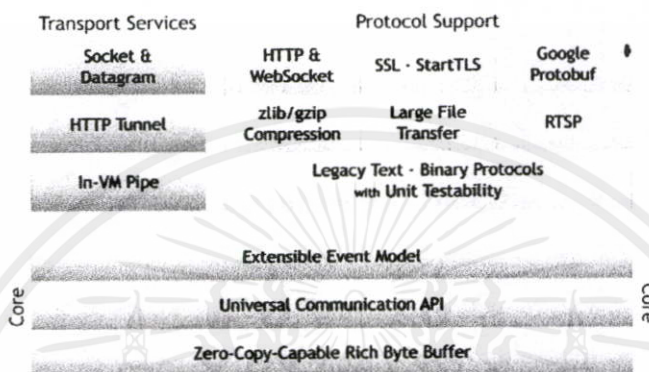 Transport Services
Protocol Support
Socket &
Datagram
HTTP &
WebSocket
SSL · StartTLS
Google
Protobuf
HTTP Tunnel
zlib/gzip
Compression
Large File
Transfer
RTSP
In-VM Pipe
Legacy Text · Binary Protocols
with Unit Testability
Extensible Event Model
Core
Universal Communication API
Core
Zero-Copy-Capable Rich Byte Buffer